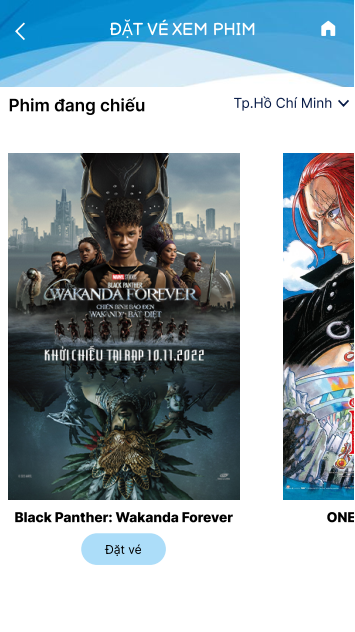 ĐẶT VÉ XEM PHIM
Phim đang chiếu
Tp.Hồ Chí Minh
MARVEL STUDIOS
BLACK PANTHER
WAKANDA FOREVER
CHIẾN BINH BÁO ĐEN
WAKANDA BẤT DIỆT
KHỞI CHIẾU TẠI RẠP 10.11.2022
Black Panther: Wakanda Forever
ONE
Đặt vé